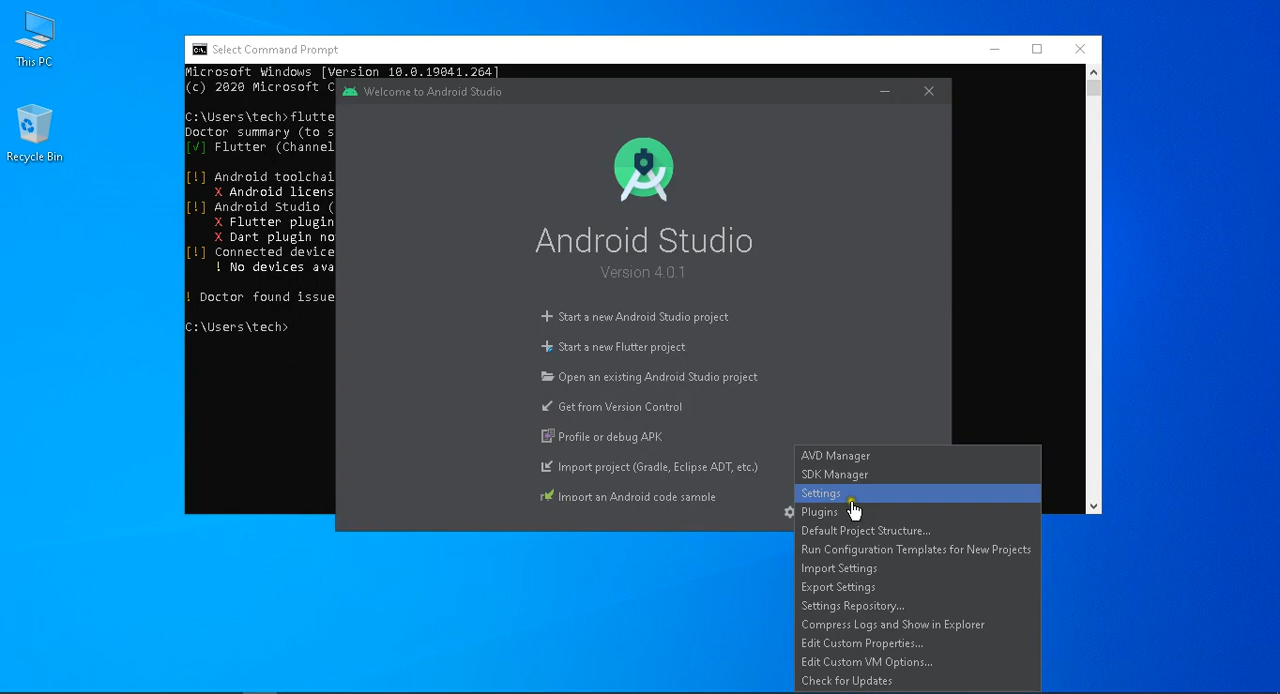 This PC
Recycle Bin
Select Command Prompt
Microsoft Windows [Version 10.0.19041.264]
(c) 2020 Microsoft C
C:\Users\tech>flutte
Doctor summary (to s
[√] Flutter (Channel
[!] Android toolchai
X Android licens
[!] Android Studio (
X Flutter plugin
X Dart plugin no
[!] Connected device
! No devices ava
! Doctor found issue
C:\Users\tech>
Welcome to Android Studio
Android Studio
Version 4.0.1
Start a new Android Studio project
Start a new Flutter project
Open an existing Android Studio project
Get from Version Control
Profile or debug APK
Import project (Gradle, Eclipse ADT, etc.)
Import an Android code sample
AVD Manager
SDK Manager
Settings
Plugins
Default Project Structure...
Run Configuration Templates for New Projects
Import Settings
Export Settings
Settings Repository...
Compress Logs and Show in Explorer
Edit Custom Properties...
Edit Custom VM Options...
Check for Updates